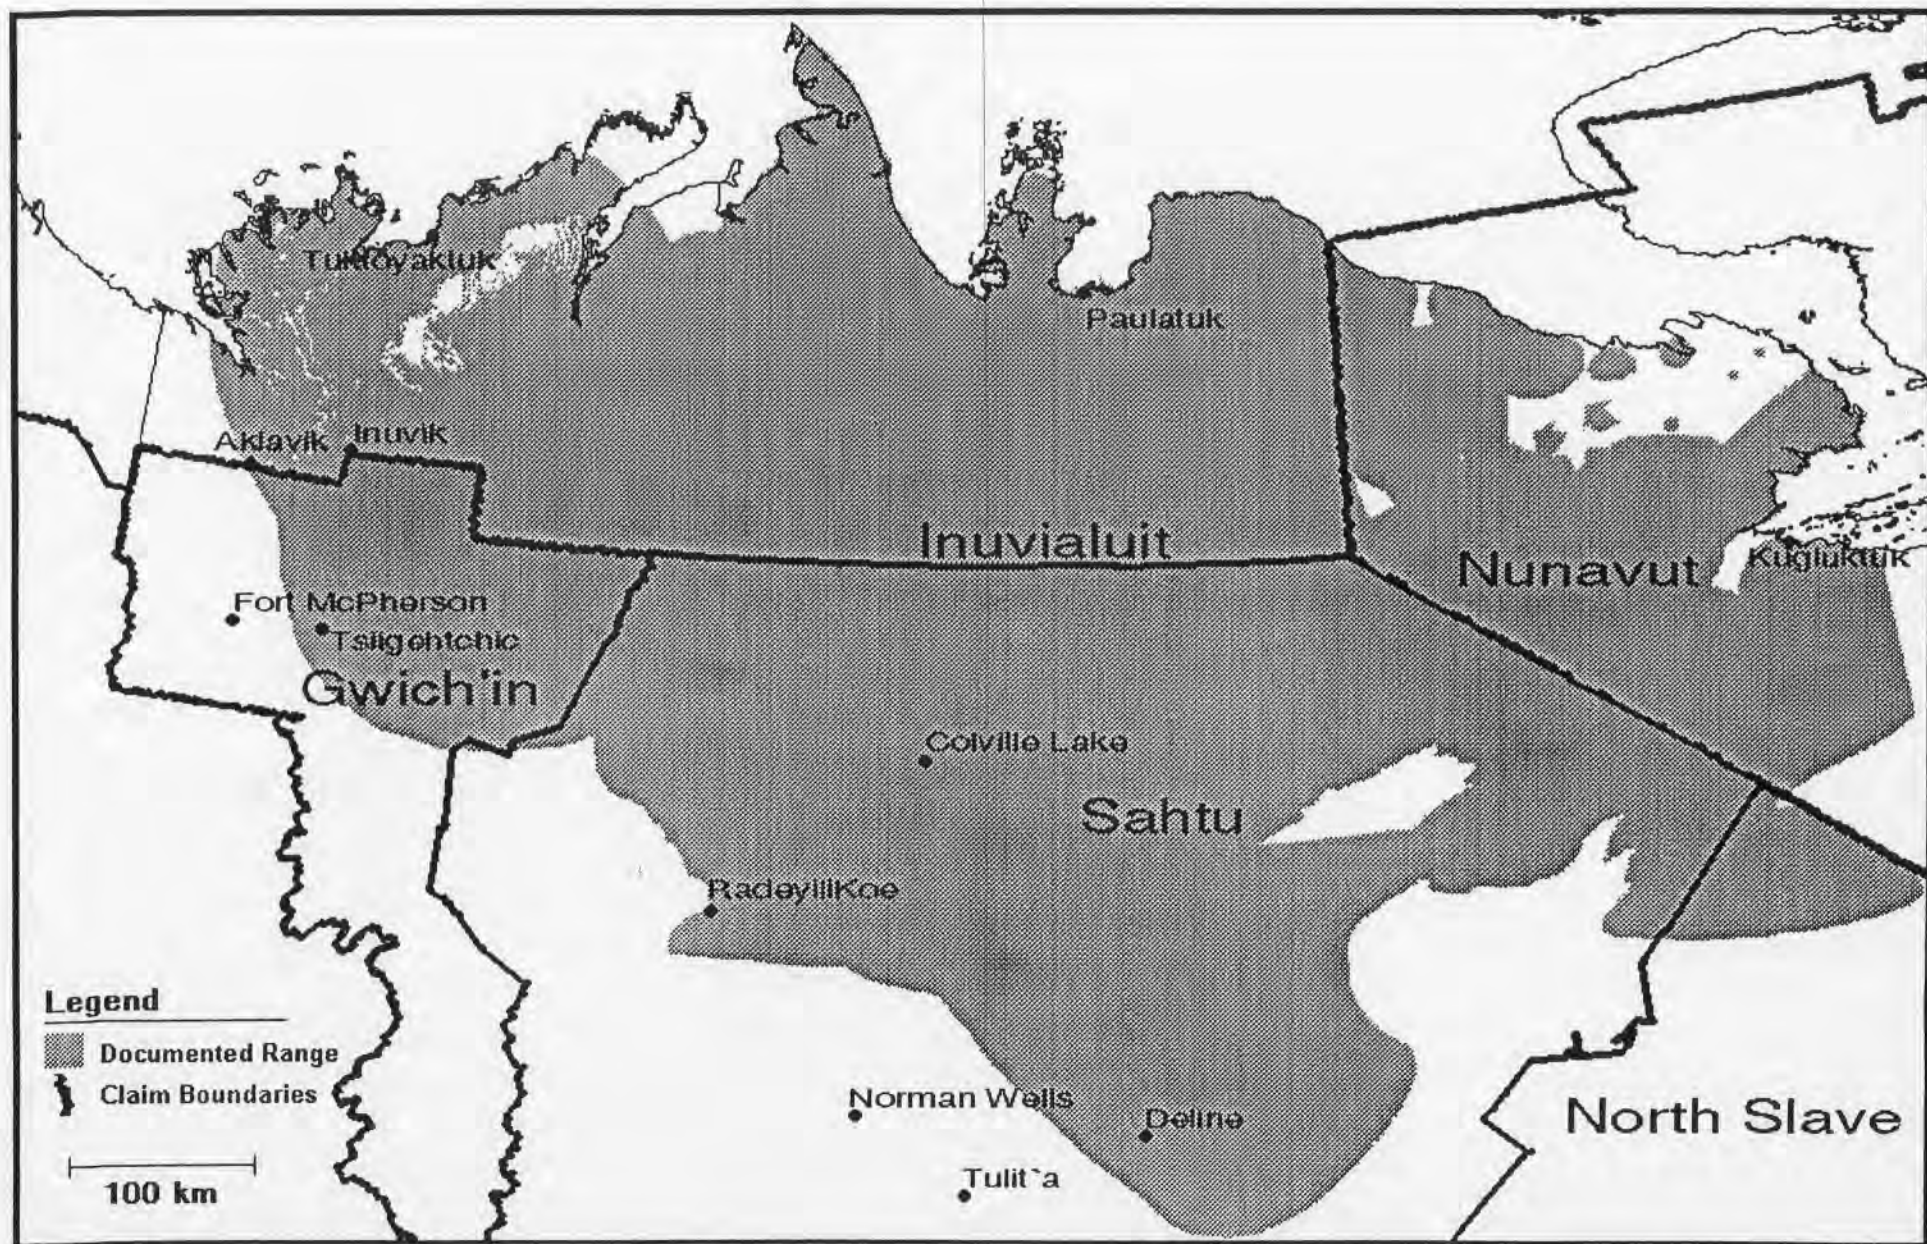 Tuktoyaktuk
Paulatuk
Aklavik
Inuvik
Inuvialuit
Nunavut
Kugluktuk
Fort McPherson
Tsiigehtchic
Gwich'in
Colville Lake
Sahtu
RadeyiliKoe
Legend
Documented Range
Claim Boundaries
100 km
Norman Wells
Deline
North Slave
Tulit`a